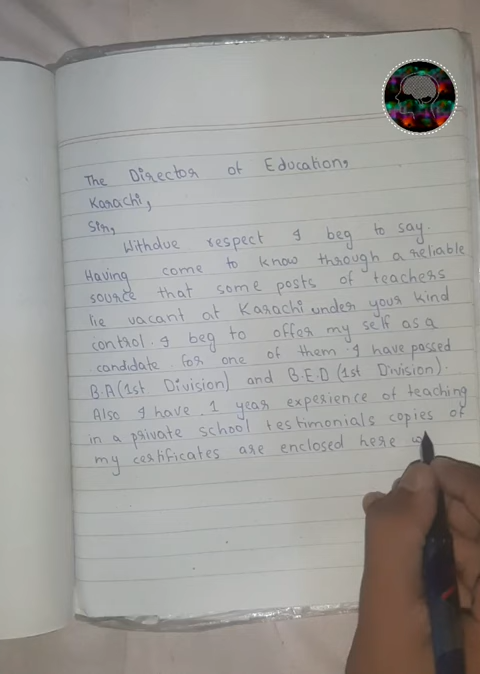 The Director of Education,
Karachi,
Sir,
Withdue respect I beg to say.
Having come to know through a reliable
source that some posts of teachers
lie vacant at Karachi under your kind
control. I beg to offer my self as a
candidate for one of them I have passed
B.A (1st Division) and B.E.D (1st Division).
Also I have 1 year experience of teaching
in a private school testimonials copies of
my certificates are enclosed here